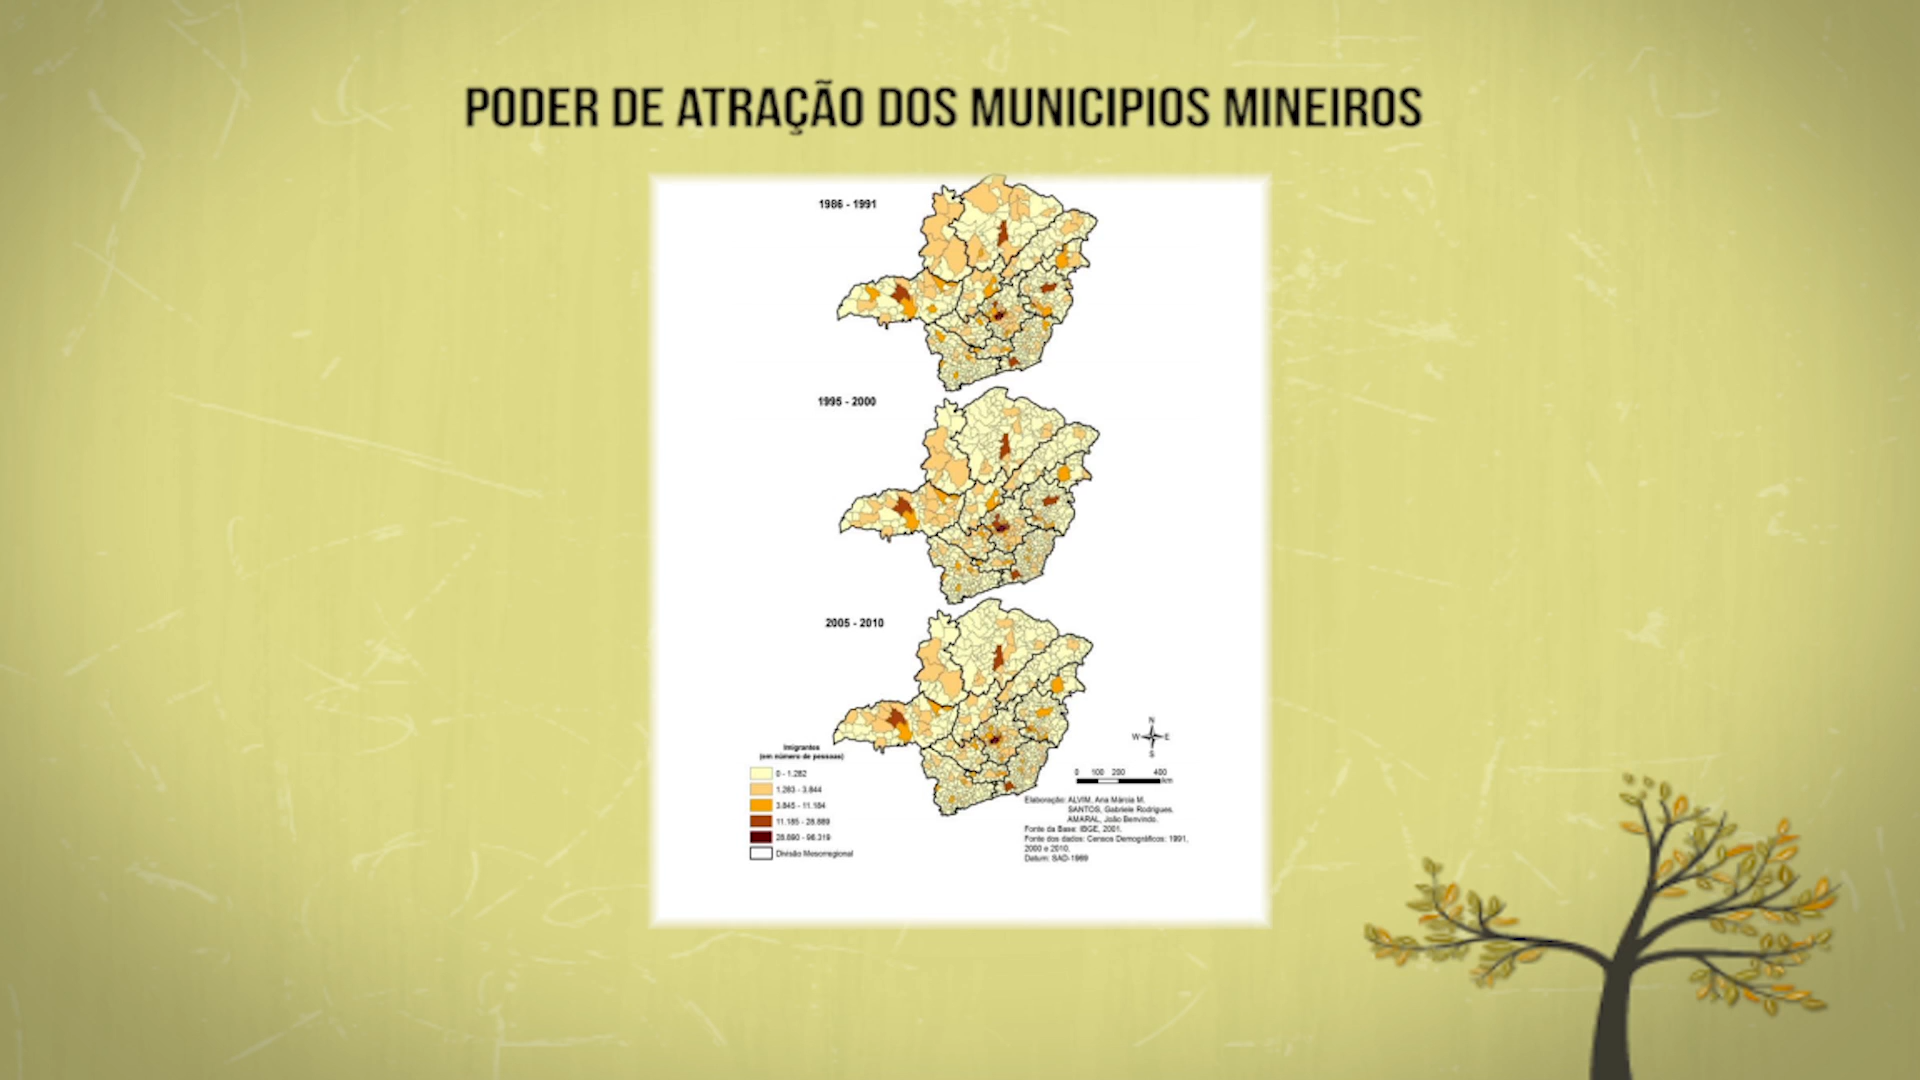 PODER DE ATRAÇÃO DOS MUNICIPIOS MINEIROS
1986 - 1991
1995 - 2000
2005 - 2010
Imigrantes
(em número de pessoas)
0 - 1.282
1.283 - 3.844
3.845 - 11.184
11.185 - 28.889
28.890 - 96.319
Divisão Mesorregional
N
W E
S
0 100 200 400
km
Elaboração: ALVIM, Ana Márcia M.
SANTOS, Gabriele Rodrigues.
AMARAL, João Benvindo.
Fonte da Base: IBGE, 2001.
Fonte dos dados: Censos Demográficos: 1991,
2000 e 2010.
Datum: SAD-1969